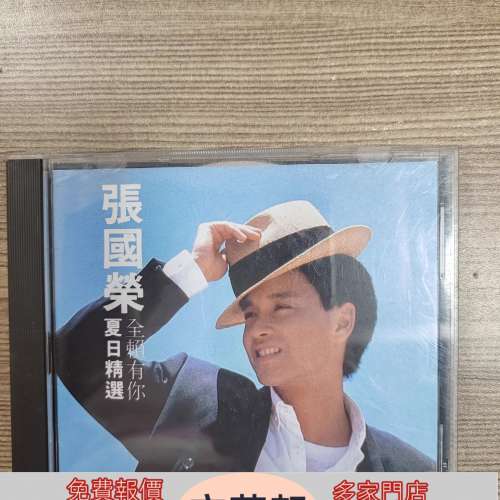 張國榮
夏日精選
全賴有你
免費報價
多家門店